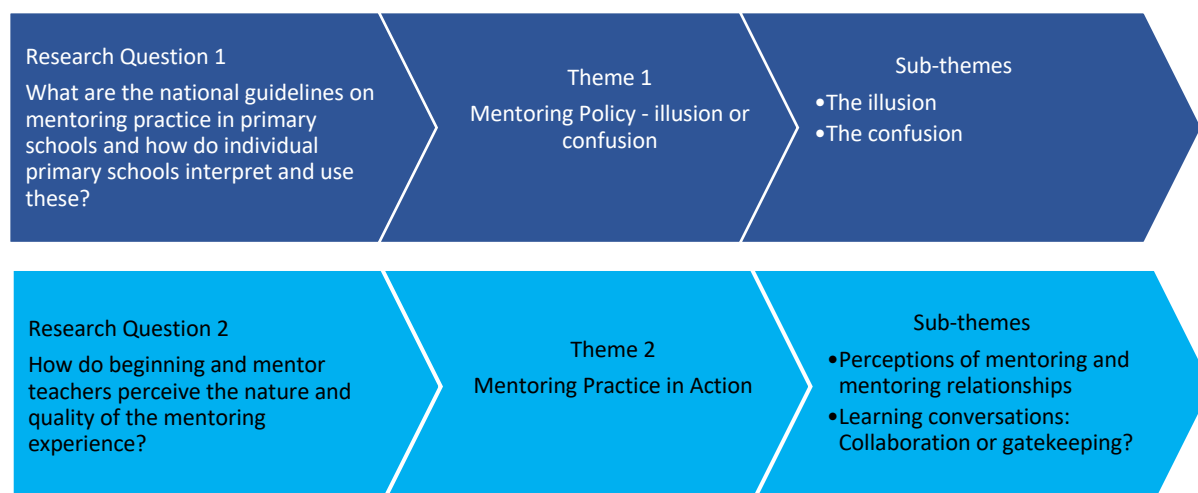 Research Question 1
What are the national guidelines on
mentoring practice in primary
schools and how do individual
primary schools interpret and use
these?
Theme 1
Mentoring Policy - illusion or
confusion
Sub-themes
•The illusion
•The confusion
Research Question 2
How do beginning and mentor
teachers perceive the nature and
quality of the mentoring
experience?
Theme 2
Mentoring Practice in Action
Sub-themes
•Perceptions of mentoring and
mentoring relationships
•Learning conversations:
Collaboration or gatekeeping?